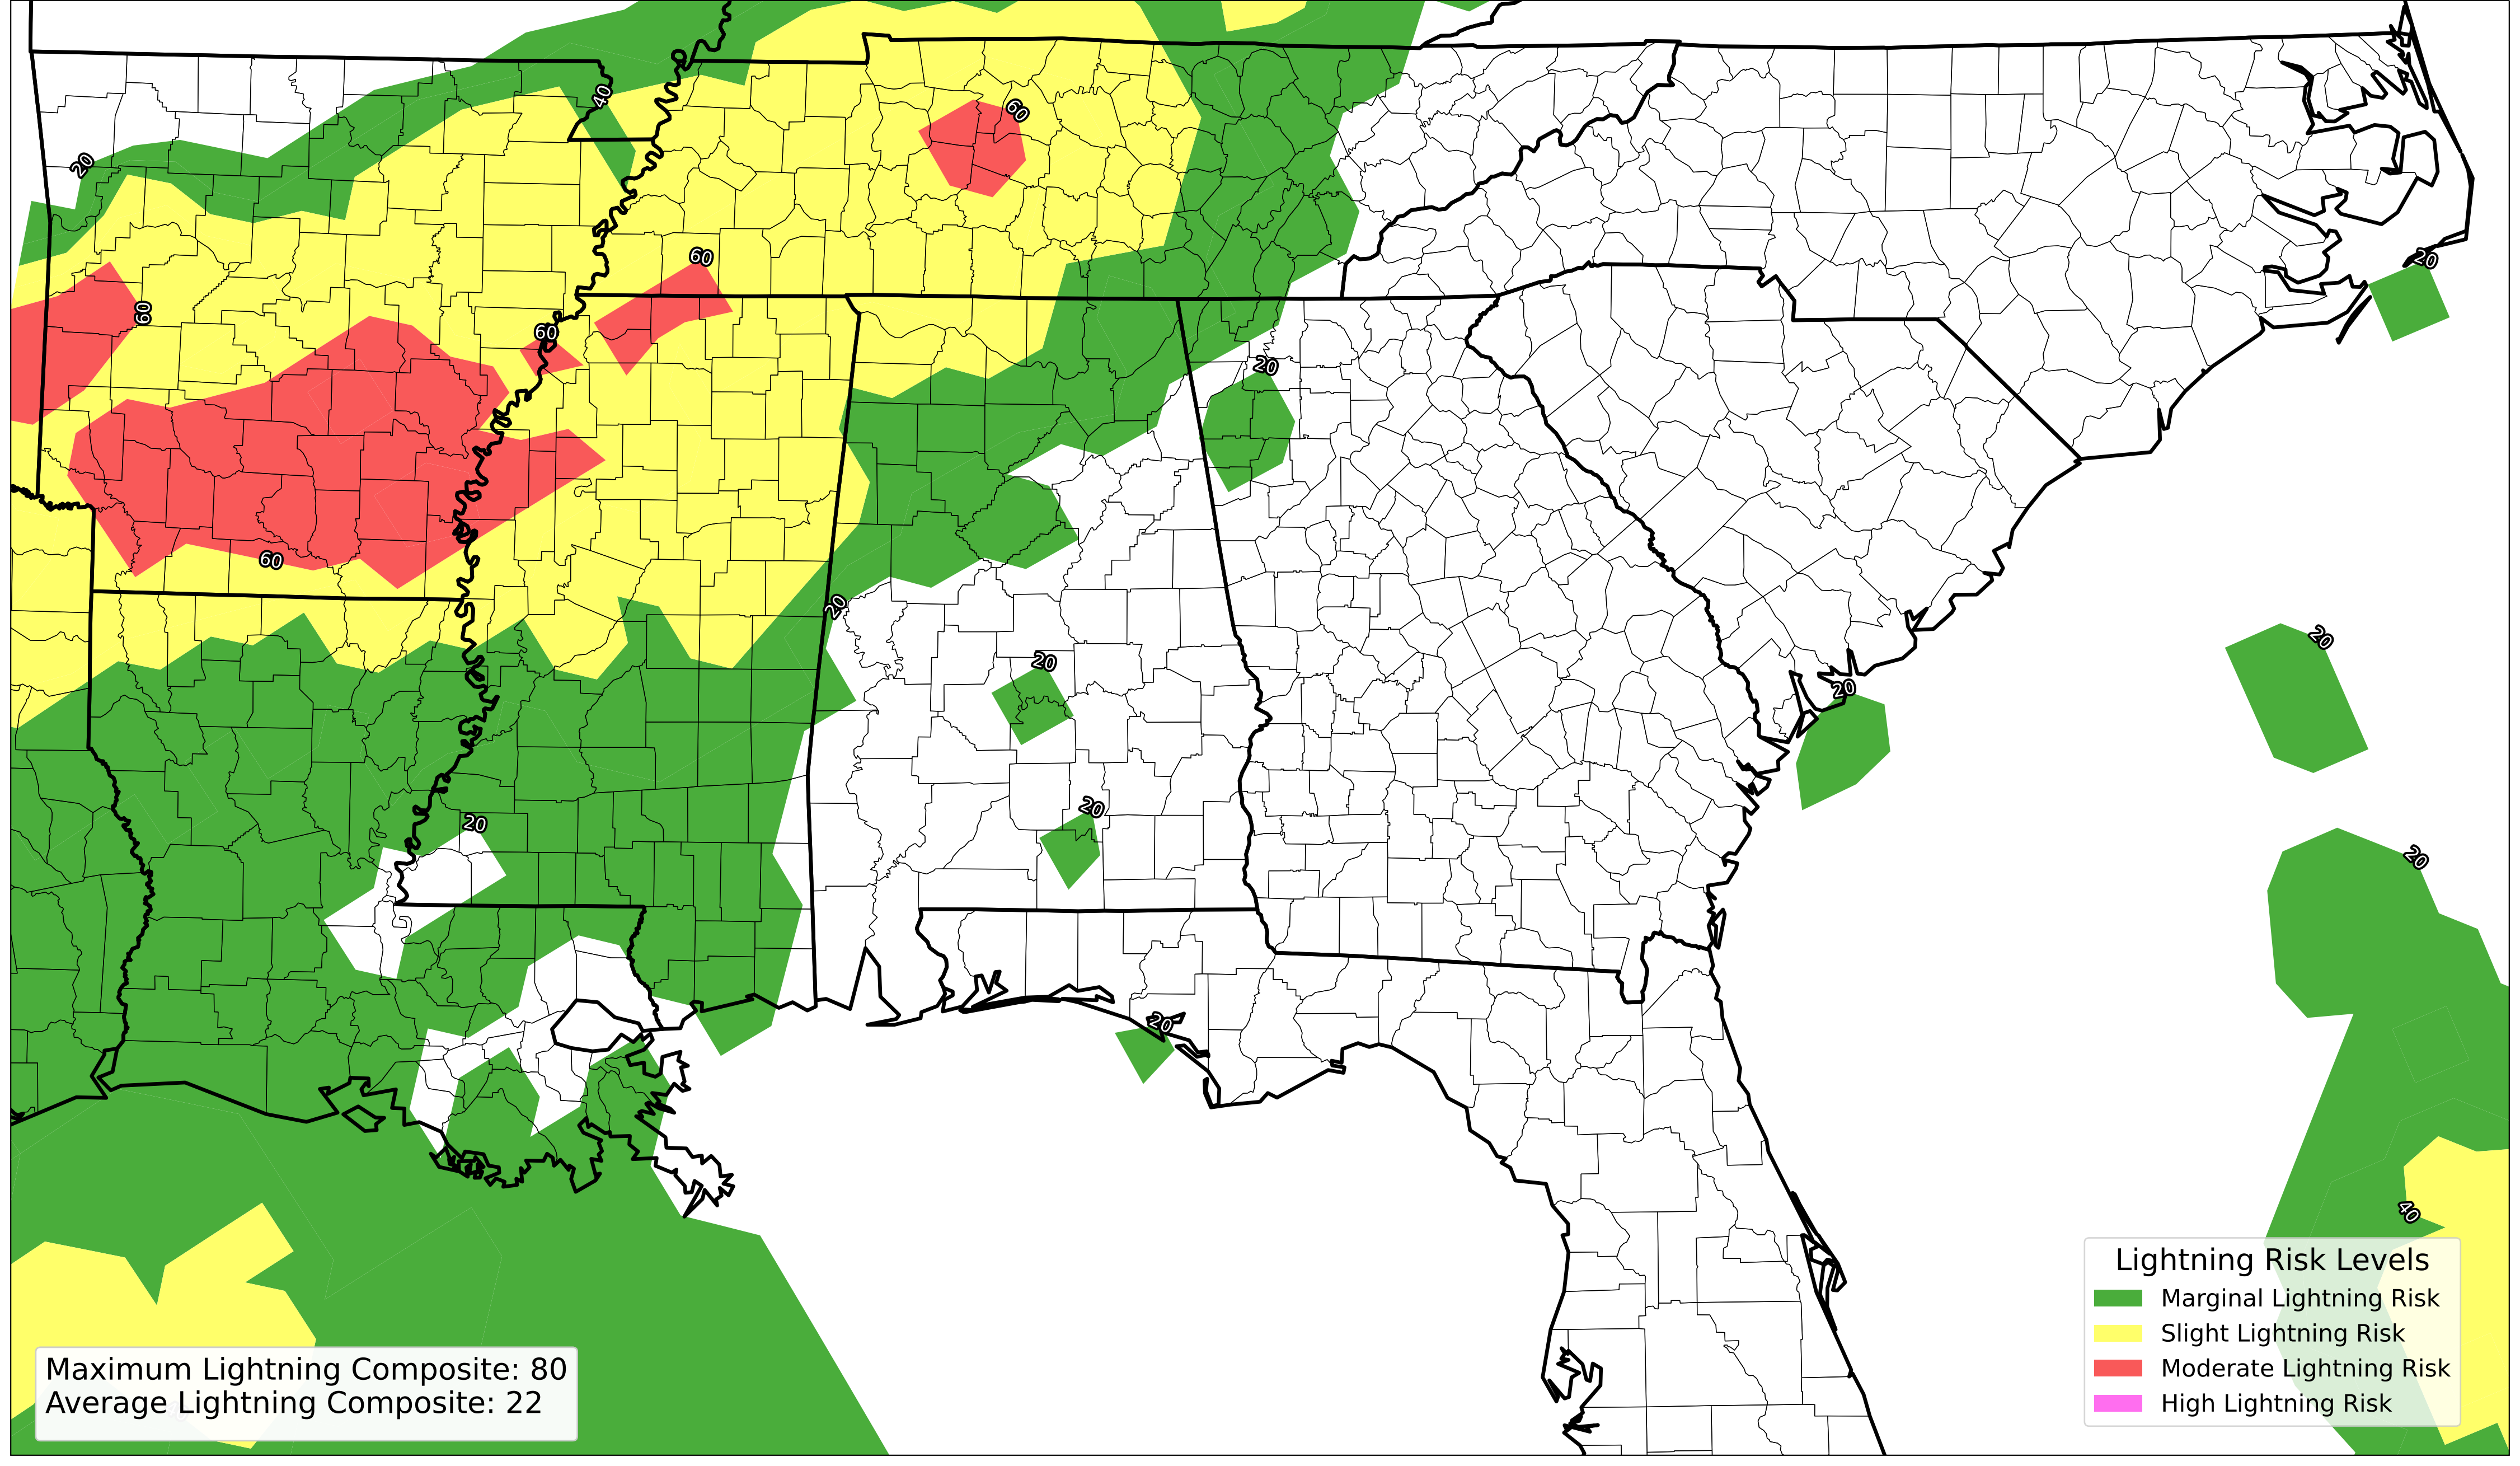 40
60
20
60
60
60
20
20
60
20
20
20
20
20
20
20
20
20
40
Lightning Risk Levels
Marginal Lightning Risk
Slight Lightning Risk
Moderate Lightning Risk
High Lightning Risk
Maximum Lightning Composite: 80
Average Lightning Composite: 22